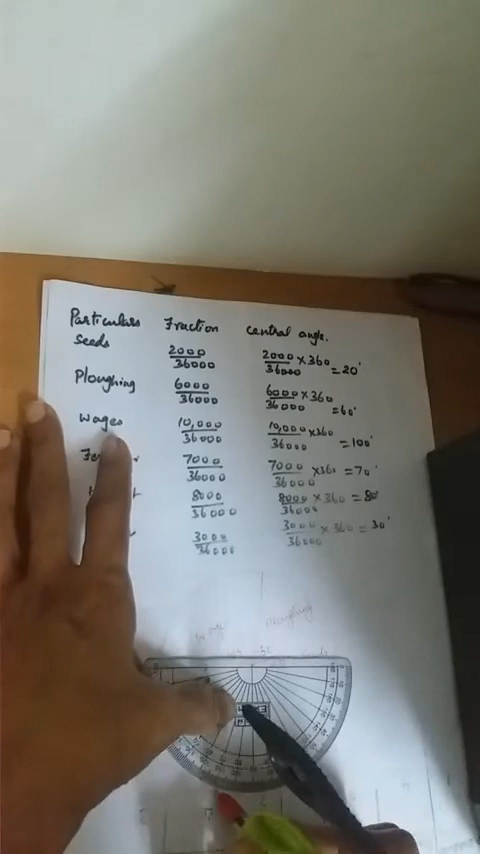 Particulars Fraction central angle.
Seeds 2000/36000 2000/36000 ×360 = 20°
Ploughing 6000/36000 6000/36000 ×360 = 60°
wages 10,000/36000 10,000/36000 ×360 = 100°
7000/36000 7000/36000 ×360 = 70°
8000/36000 8000/36000 ×360 = 80°
3000/36000 3000/36000 ×360 = 30°
Ploughing